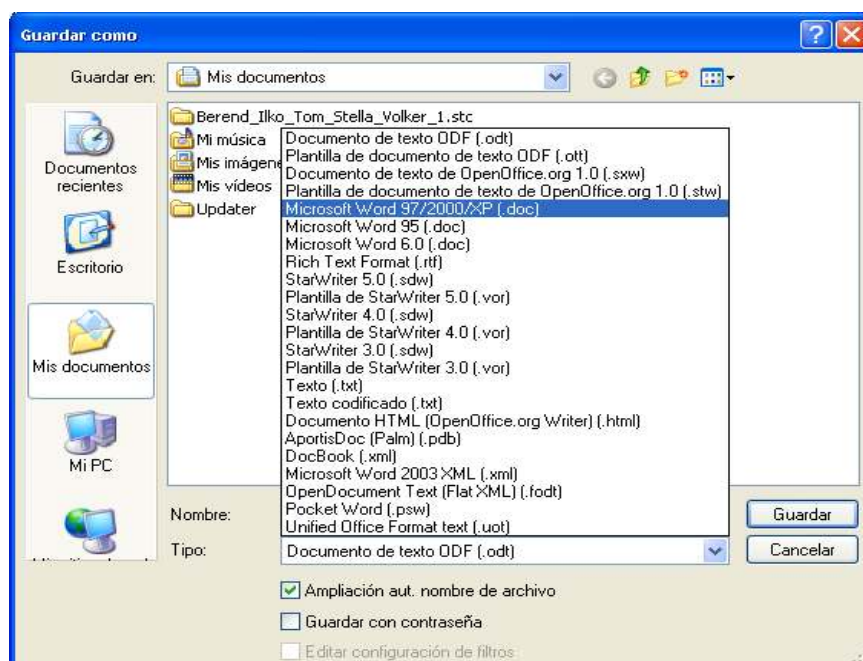 Guardar como
Guardar en:
Mis documentos
Documentos
recientes
Escritorio
Mis documentos
Mi PC
Berend_Ilko_Tom_Stella_Volker_1.stc
Mi música
Mis imágene
Mis vídeos
Updater
Documento de texto ODF (.odt)
Plantilla de documento de texto ODF (.ott)
Documento de texto de OpenOffice.org 1.0 (.sxw)
Plantilla de documento de texto de OpenOffice.org 1.0 (.stw)
Microsoft Word 97/2000/XP (.doc)
Microsoft Word 95 (.doc)
Microsoft Word 6.0 (.doc)
Rich Text Format (.rtf)
StarWriter 5.0 (.sdw)
Plantilla de StarWriter 5.0 (.vor)
StarWriter 4.0 (.sdw)
Plantilla de StarWriter 4.0 (.vor)
StarWriter 3.0 (.sdw)
Plantilla de StarWriter 3.0 (.vor)
Texto (.txt)
Texto codificado (.txt)
Documento HTML (OpenOffice.org Writer) (.html)
AportisDoc (Palm) (.pdb)
DocBook (.xml)
Microsoft Word 2003 XML (.xml)
OpenDocument Text (Flat XML) (.fodt)
Pocket Word (.psw)
Unified Office Format text (.uot)
Nombre:
Guardar
Tipo:
Documento de texto ODF (.odt)
Cancelar
Ampliación aut. nombre de archivo
Guardar con contraseña
Editar configuración de filtros